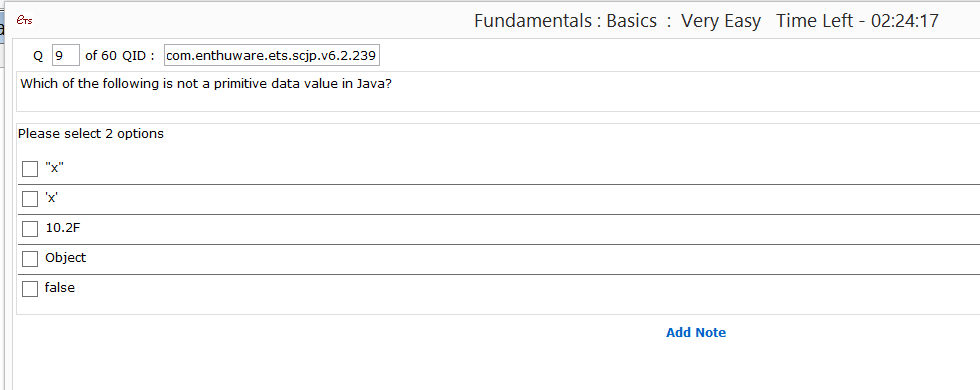 ETS
Fundamentals : Basics : Very Easy Time Left - 02:24:17
Q 9 of 60 QID : com.enthuware.ets.scjp.v6.2.239
Which of the following is not a primitive data value in Java?
Please select 2 options
"x"
'x'
10.2F
Object
false
Add Note